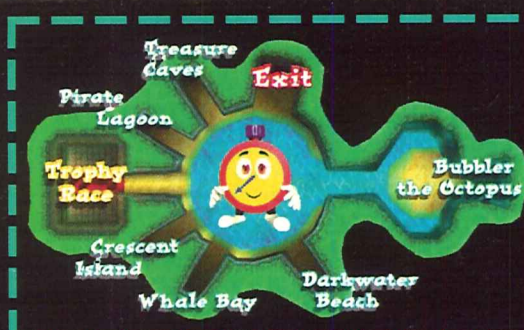 Treasure
Caves
Exit
Pirate
Lagoon
Trophy
Race
Bubbler
the Octopus
Crescent
Island
Whale Bay
Darkwater
Beach